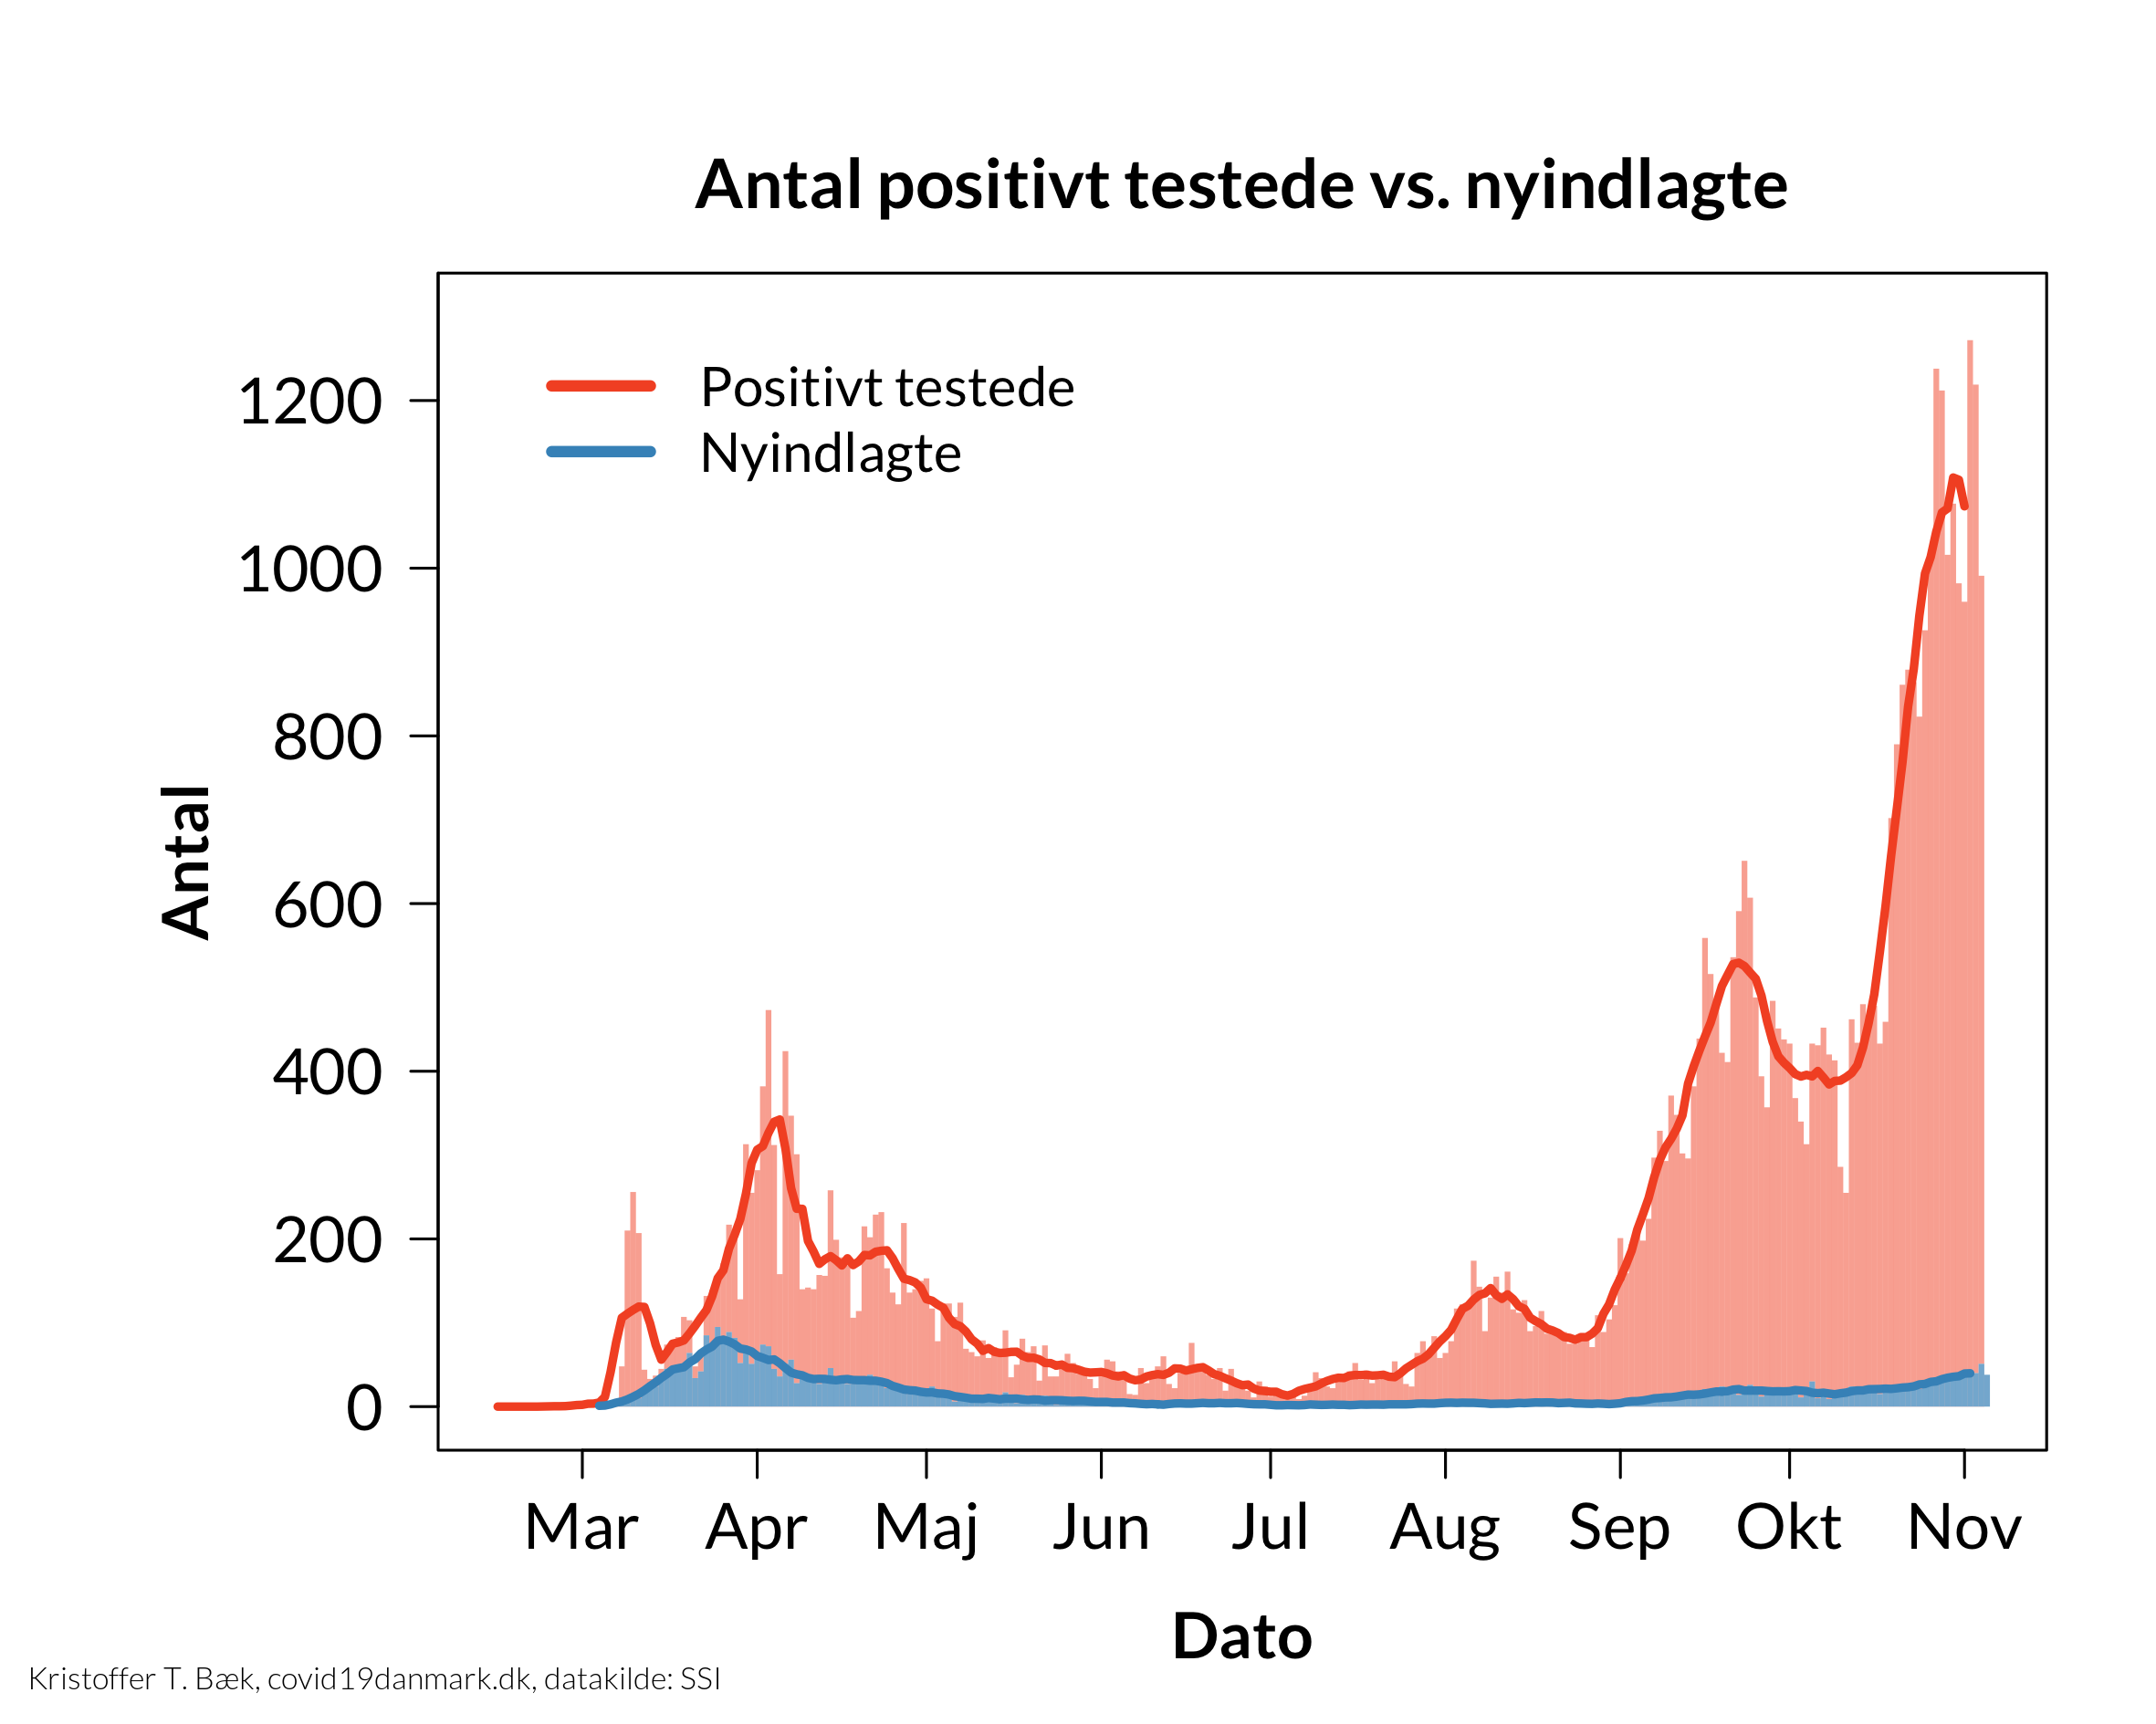 Antal positivt testede vs. nyindlagte
Positivt testede
Nyindlagte
1200
1000
800
600
400
200
0
Antal
Mar Apr Maj Jun Jul Aug Sep Okt Nov
Dato
Kristoffer T. Bæk, covid19danmark.dk, datakilde: SSI